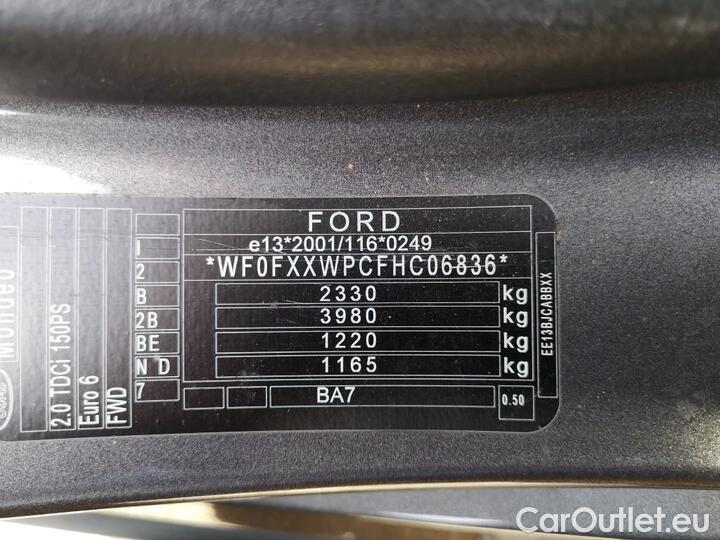 FORD
e13*2001/116*0249
*WF0FXXWPCFHC06836*
2330 kg
3980 kg
1220 kg
1165 kg
BA7
0.50
I
2
B
2B
BE
N D
7
Ford
Mondeo
2.0 TDCi 150PS
Euro 6
FWD
EE13BJCABBXX
CarOutlet.eu